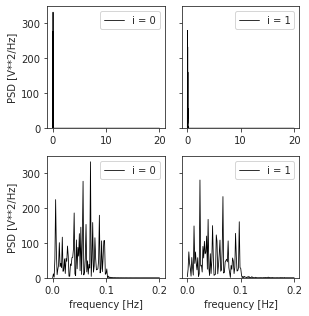 i = 0
i = 1
300
200
100
0
PSD [V**2/Hz]
0 10 20
0 10 20
i = 0
i = 1
300
200
100
0
PSD [V**2/Hz]
0.0 0.1 0.2
0.0 0.1 0.2
frequency [Hz]
frequency [Hz]